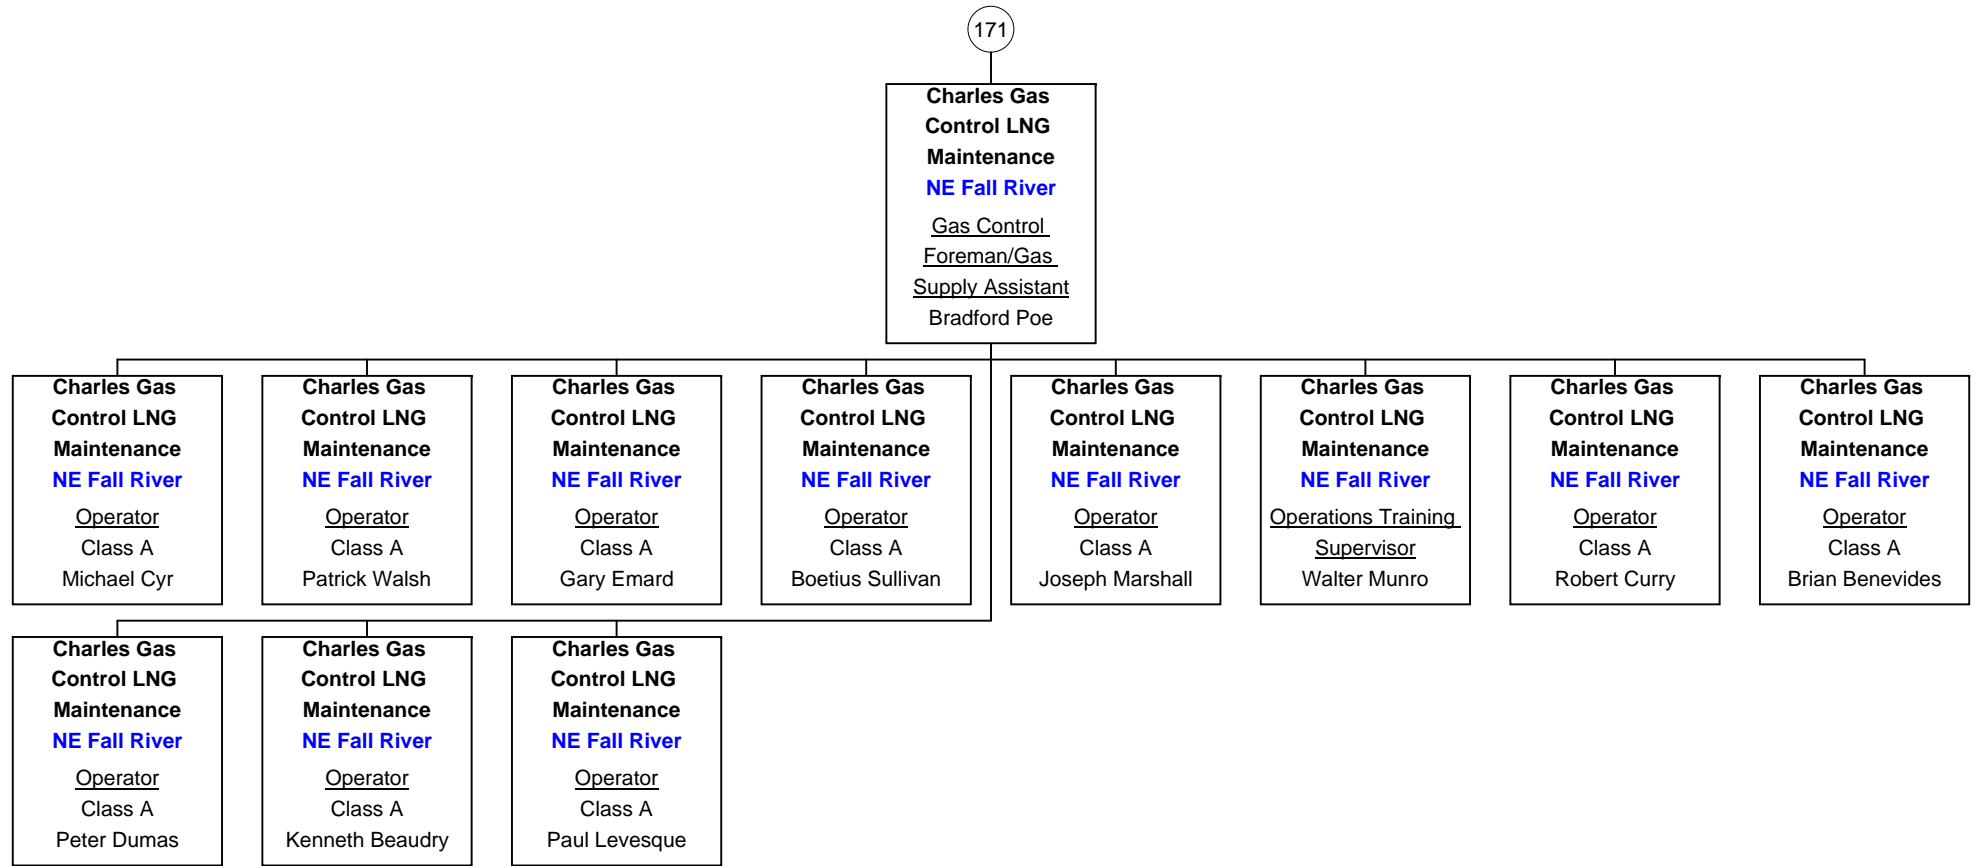 171
Charles Gas
Control LNG
Maintenance
NE Fall River
Gas Control
Foreman/Gas
Supply Assistant
Bradford Poe
Charles Gas
Control LNG
Maintenance
NE Fall River
Operator
Class A
Michael Cyr
Charles Gas
Control LNG
Maintenance
NE Fall River
Operator
Class A
Patrick Walsh
Charles Gas
Control LNG
Maintenance
NE Fall River
Operator
Class A
Gary Emard
Charles Gas
Control LNG
Maintenance
NE Fall River
Operator
Class A
Boetius Sullivan
Charles Gas
Control LNG
Maintenance
NE Fall River
Operator
Class A
Joseph Marshall
Charles Gas
Control LNG
Maintenance
NE Fall River
Operations Training
Supervisor
Walter Munro
Charles Gas
Control LNG
Maintenance
NE Fall River
Operator
Class A
Robert Curry
Charles Gas
Control LNG
Maintenance
NE Fall River
Operator
Class A
Brian Benevides
Charles Gas
Control LNG
Maintenance
NE Fall River
Operator
Class A
Peter Dumas
Charles Gas
Control LNG
Maintenance
NE Fall River
Operator
Class A
Kenneth Beaudry
Charles Gas
Control LNG
Maintenance
NE Fall River
Operator
Class A
Paul Levesque